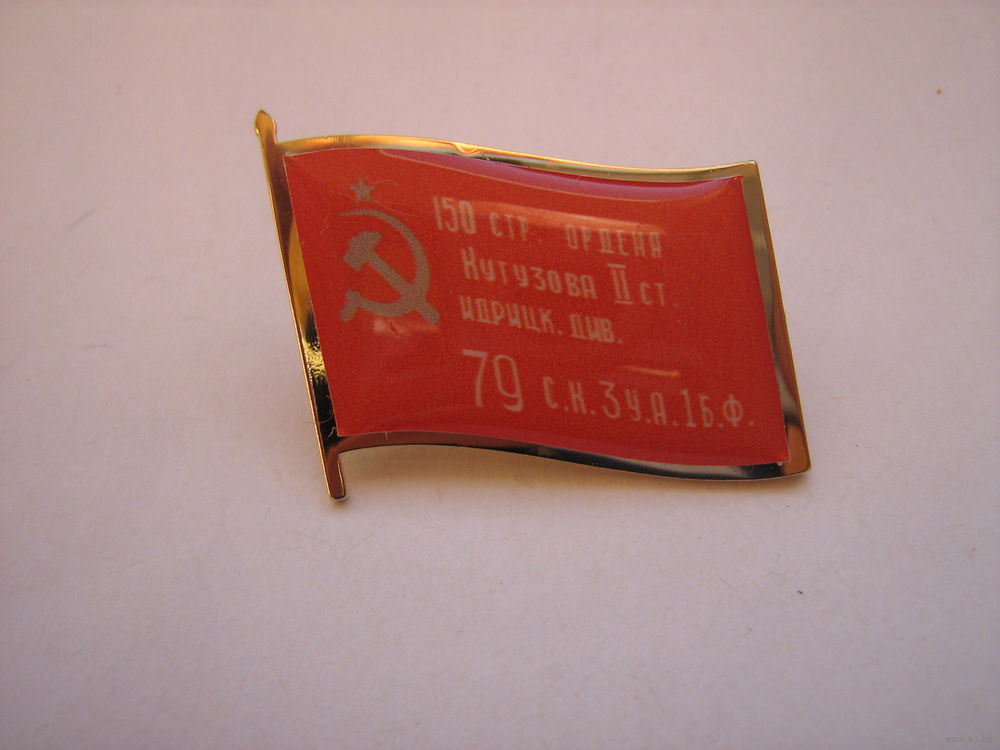 150 СТР. ОРДЕНА
Кутузова II СТ.
ИДРИЦК. ДИВ.
79 С.К. 3 У.А. 1 Б.Ф.